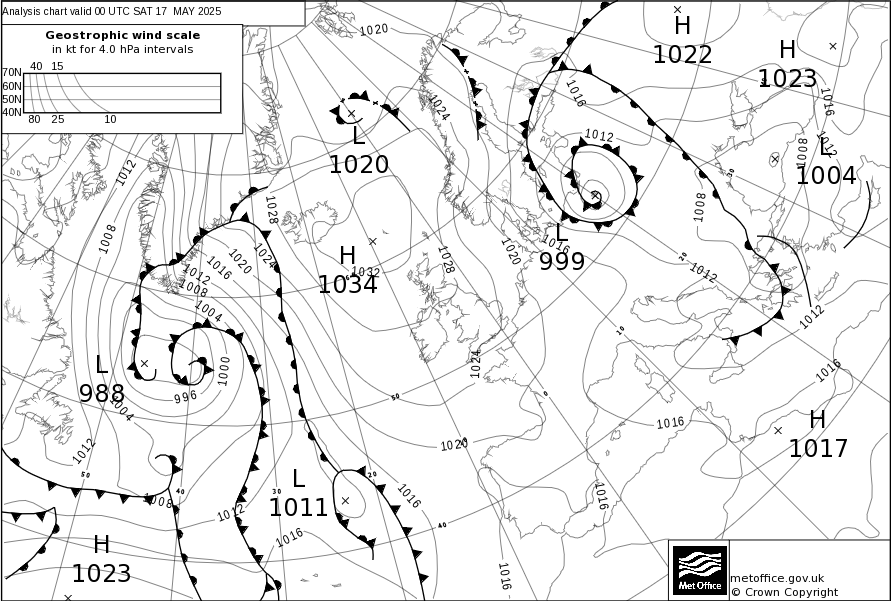 Analysis chart valid 00 UTC SAT 17 MAY 2025
Geostrophic wind scale
in kt for 4.0 hPa intervals
40 15
70N
60N
50N
40N
80 25 10
1020
H
1022
H
1023
1016
1016
1024
1012
1012
1008
L
1020
L
1004
1012
1028
1008
1008
L
999
1016
1020
1028
1024
1020
1016
1012
1008
1004
H
1034
1032
1012
1012
1024
1000
996
L
988
1004
1016
H
1017
1016
1020
1012
1008
1012
L
1011
1016
1016
1016
1016
H
1023
50
40
30
20
40
50
0
10
20
30
Met Office
metoffice.gov.uk
© Crown Copyright